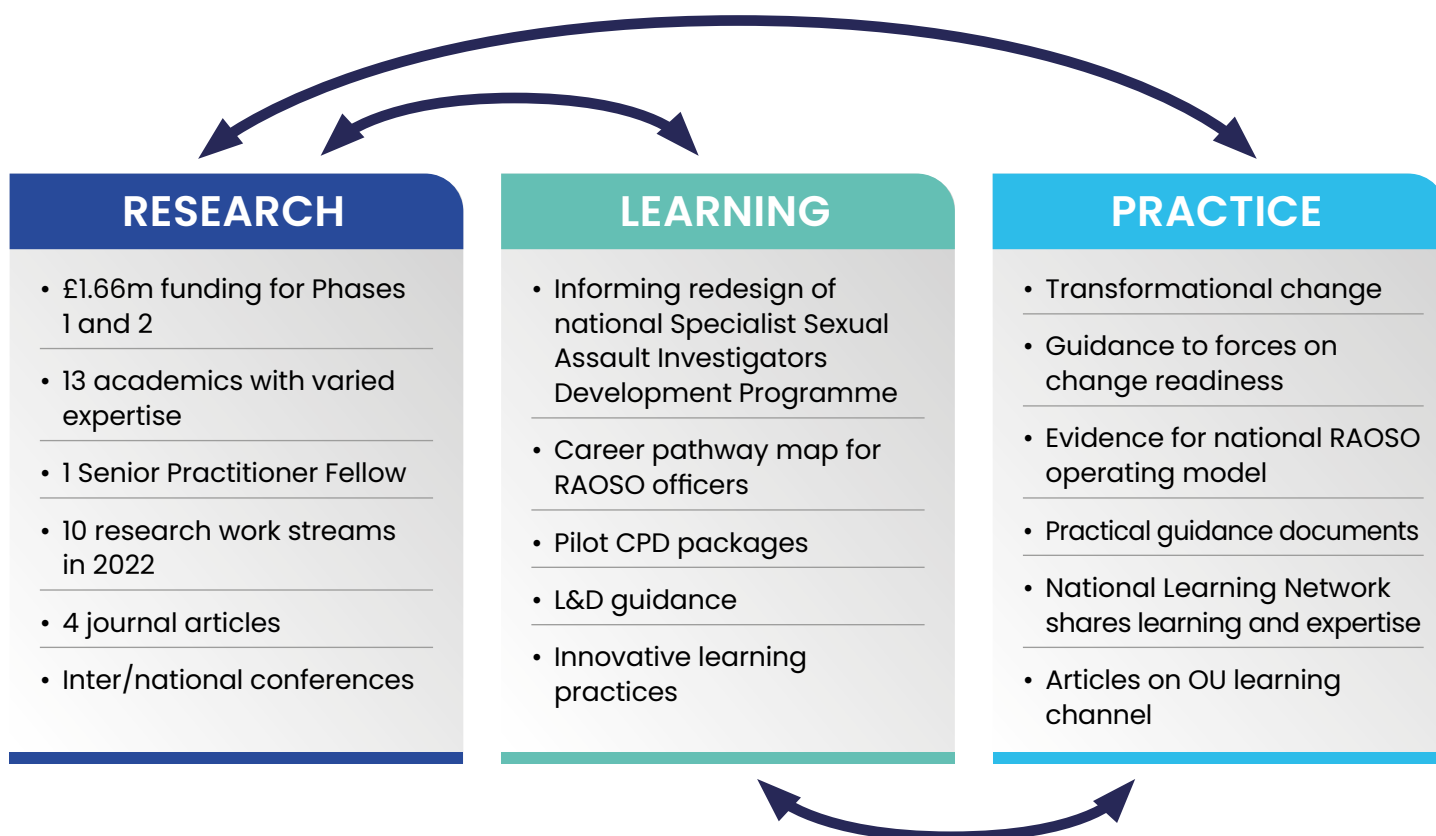 RESEARCH
• £1.66m funding for Phases
1 and 2
• 13 academics with varied
expertise
• 1 Senior Practitioner Fellow
• 10 research work streams
in 2022
• 4 journal articles
• Inter/national conferences
LEARNING
• Informing redesign of
national Specialist Sexual
Assault Investigators
Development Programme
• Career pathway map for
RAOSO officers
• Pilot CPD packages
• L&D guidance
• Innovative learning
practices
PRACTICE
• Transformational change
• Guidance to forces on
change readiness
• Evidence for national RAOSO
operating model
• Practical guidance documents
• National Learning Network
shares learning and expertise
• Articles on OU learning
channel